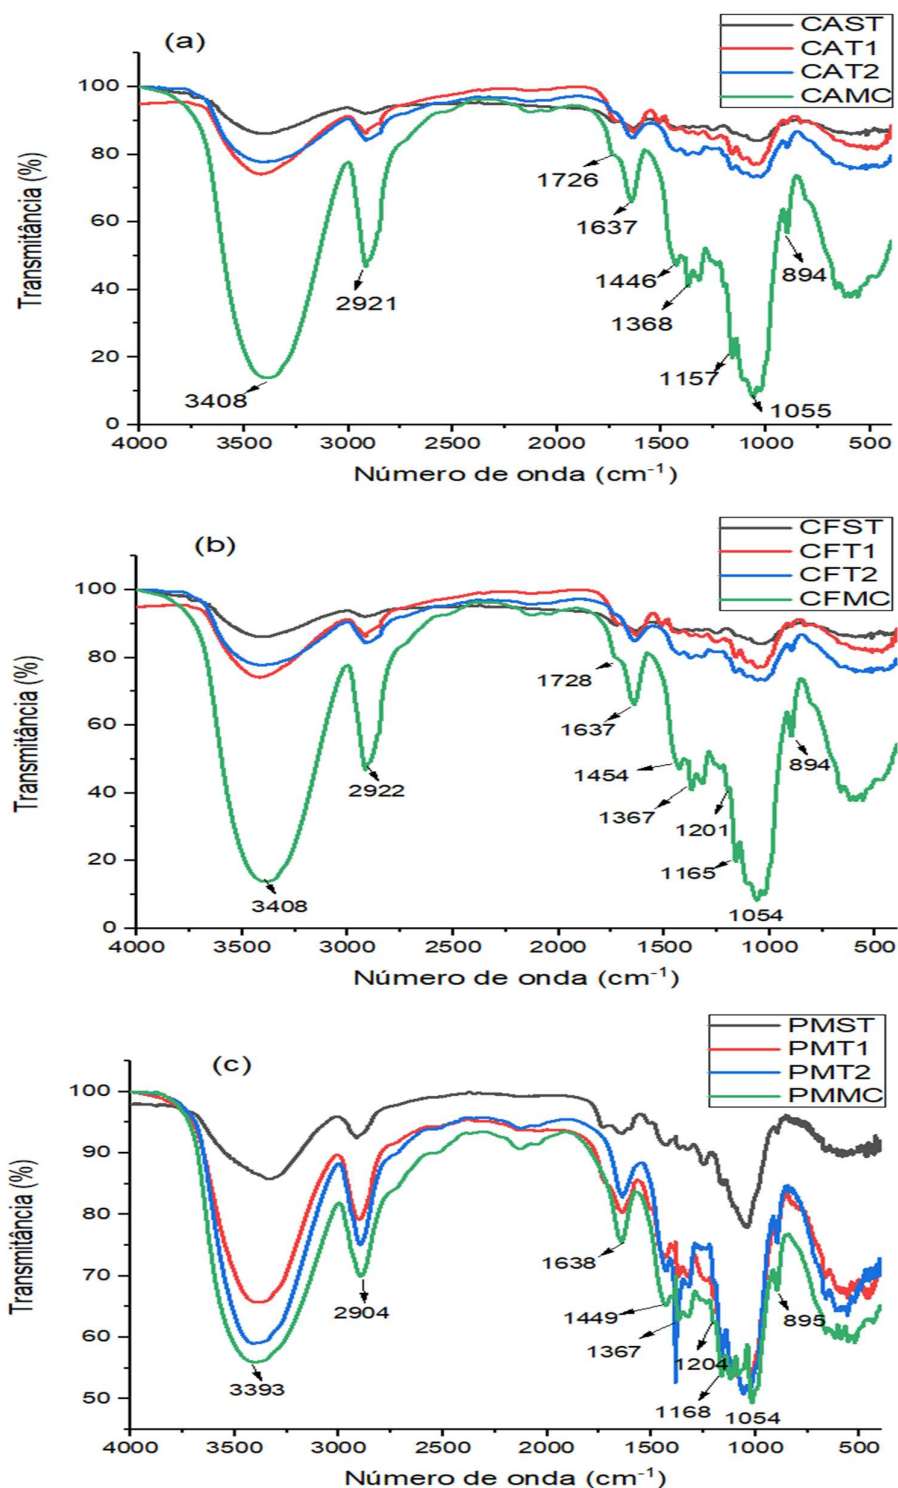 (a)
CAST
CAT1
CAT2
CAMC
Transmitância (%)
100
80
60
40
20
0
1726
1637
1446
1368
1157
1055
894
2921
3408
4000 3500 3000 2500 2000 1500 1000 500
Número de onda (cm⁻¹)
(b)
CFST
CFT1
CFT2
CFMC
Transmitância (%)
100
80
60
40
20
0
1728
1637
1454
1367
1201
1165
1054
894
2922
3408
4000 3500 3000 2500 2000 1500 1000 500
Número de onda (cm⁻¹)
(c)
PMST
PMT1
PMT2
PMMC
Transmitância (%)
100
90
80
70
60
50
1638
1449
1367
1204
1168
1054
895
2904
3393
4000 3500 3000 2500 2000 1500 1000 500
Número de onda (cm⁻¹)